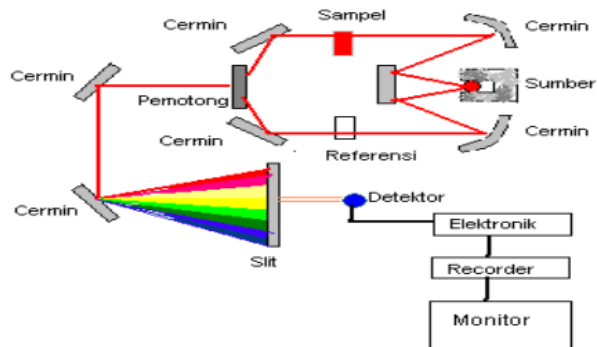 Sampel
Cermin
Cermin
Cermin
Sumber
Pemotong
Cermin
Cermin
Referensi
Cermin
Detektor
Elektronik
Slit
Recorder
Monitor